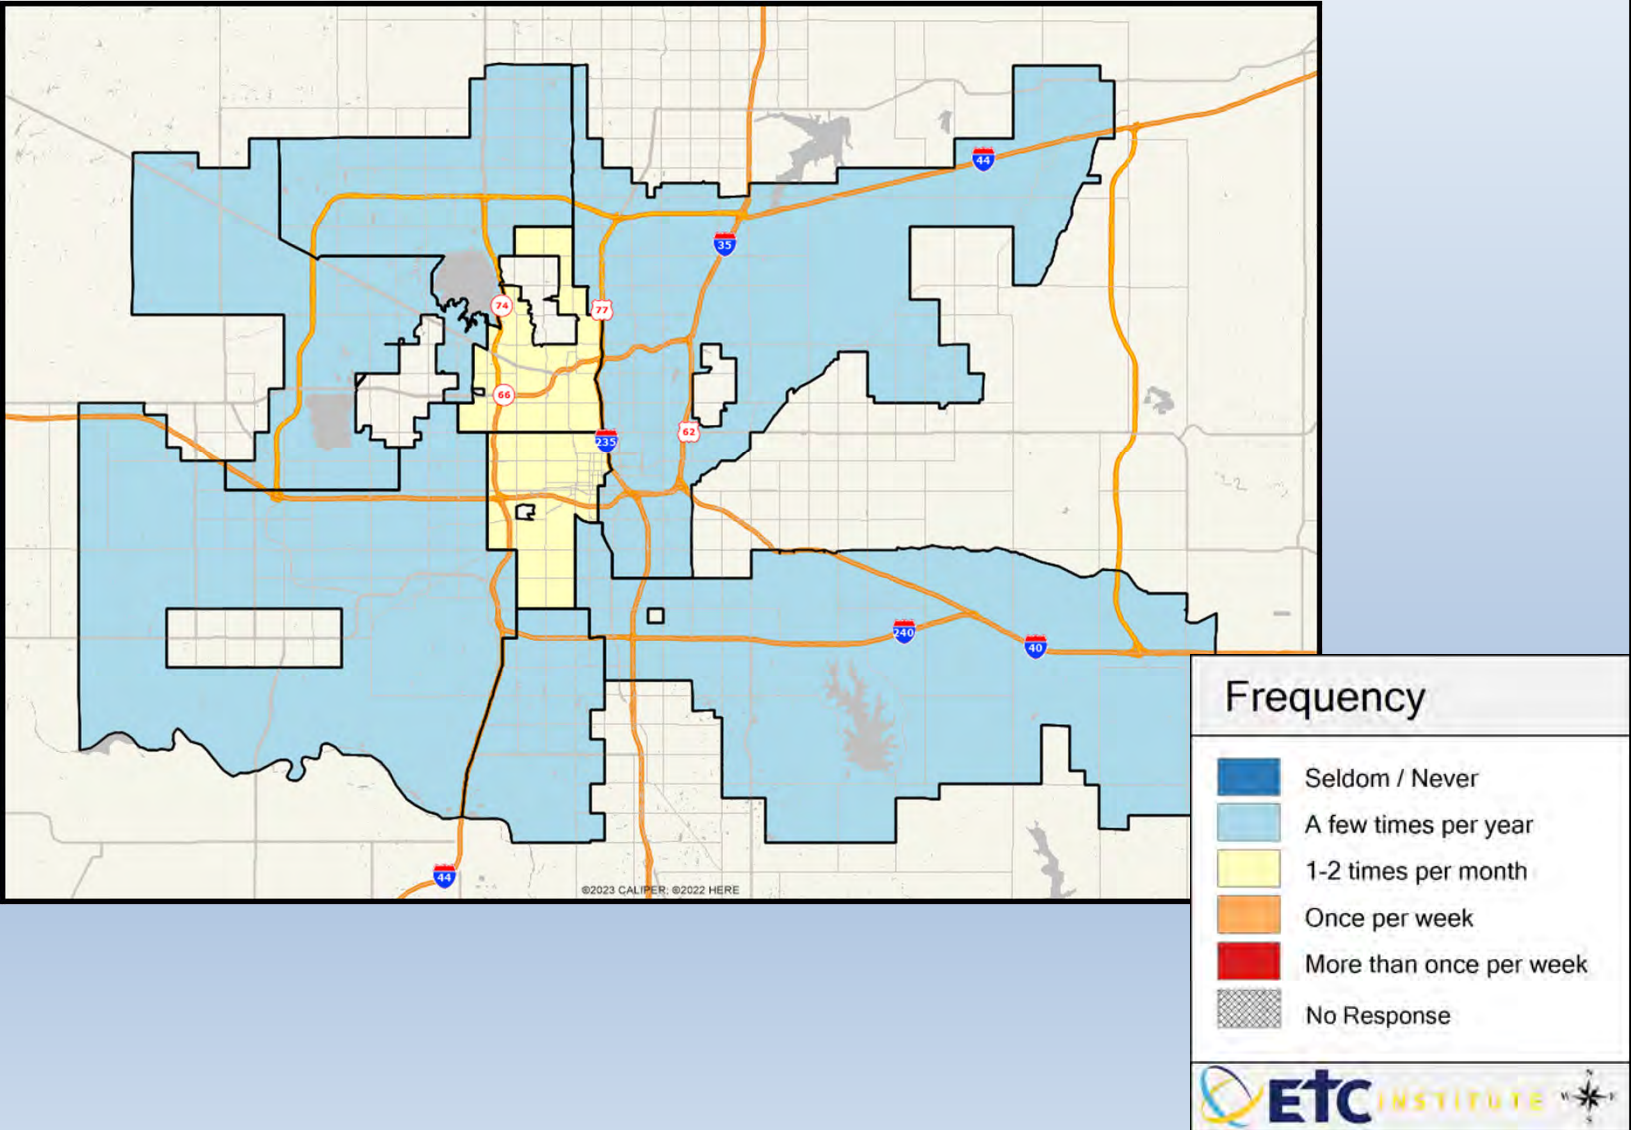 44
35
74
77
66
62
235
240
40
44
©2023 CALIPER; ©2022 HERE
Frequency
Seldom / Never
A few times per year
1-2 times per month
Once per week
More than once per week
No Response
ETC INSTITUTE
N
W E
S